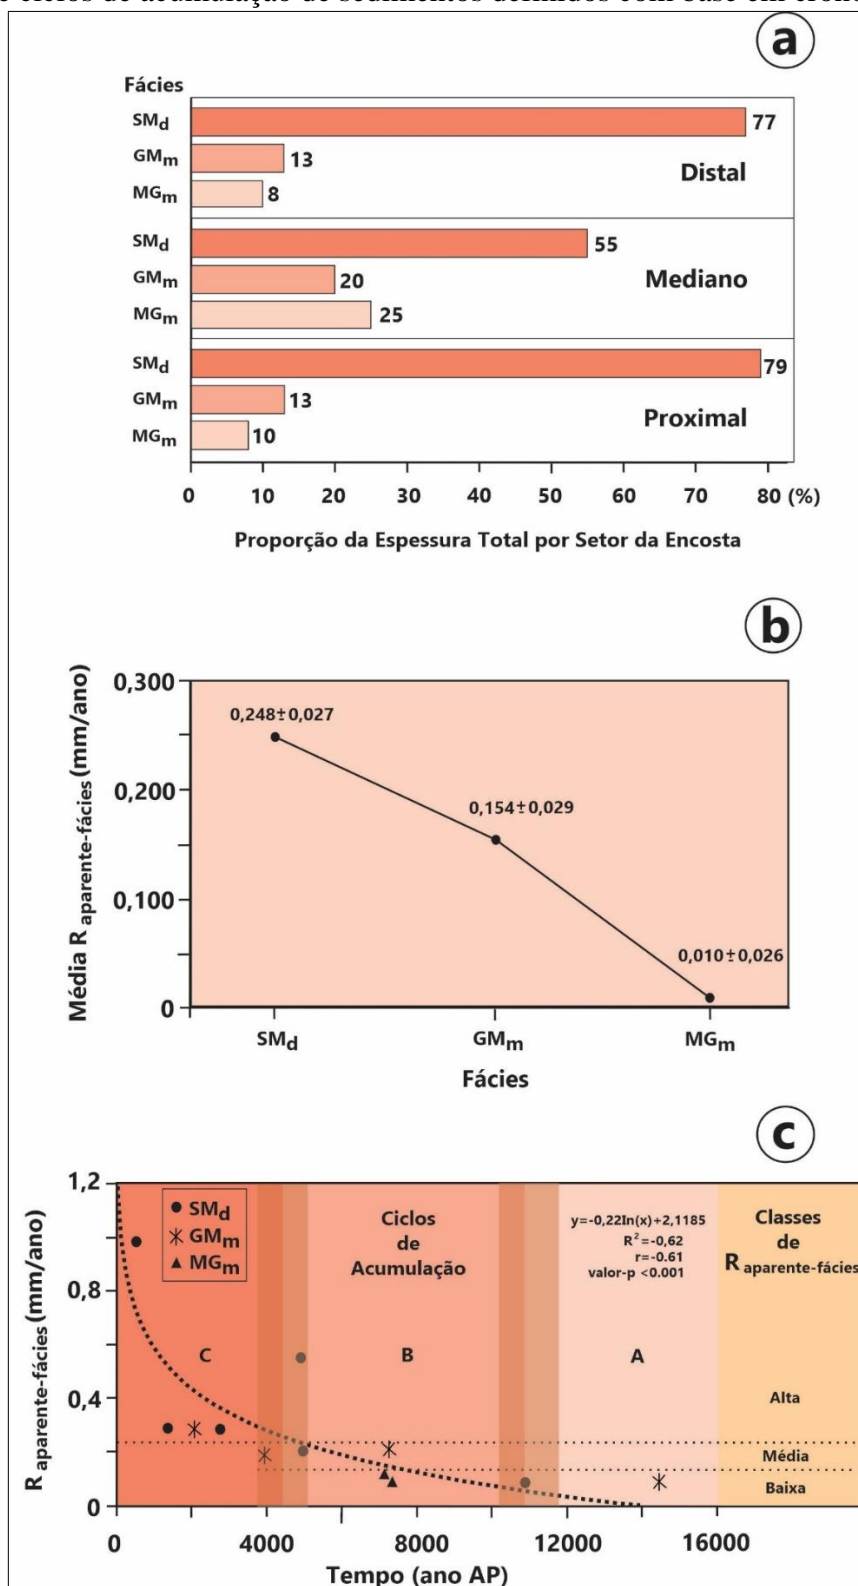 a
Fácies
SMd
77
GMm
13
MGm
8
Distal
SMd
55
GMm
20
MGm
25
Mediano
SMd
79
GMm
13
MGm
10
Proximal
0 10 20 30 40 50 60 70 80 (%)
Proporção da Espessura Total por Setor da Encosta
b
Média R aparente-fácies (mm/ano)
0,300
0,200
0,100
0
0,248±0,027
0,154±0,029
0,010±0,026
SMd GMm MGm
Fácies
c
R aparente-fácies (mm/ano)
1,2
0,8
0,4
0
SMd
GMm
MGm
Ciclos
de
Acumulação
y=-0,22In(x)+2,1185
R²=-0,62
r=-0.61
valor-p <0.001
Classes
de
R aparente-fácies
C B A
Alta
Média
Baixa
0 4000 8000 12000 16000
Tempo (ano AP)